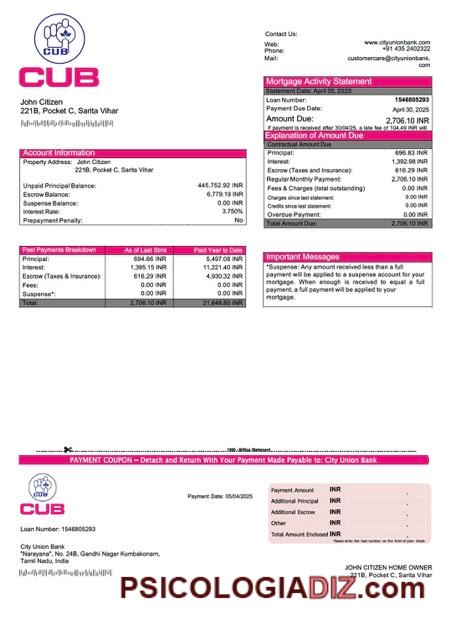 CUB
CUB
John Citizen
221B, Pocket C, Sarita Vihar
Contact Us:
Web: www.cityunionbank.com
Phone: +91 435 2402322
Mail: customercare@cityunionbank.
com
Mortgage Activity Statement
Statement Date: April 05, 2025
Loan Number: 1546805293
Payment Due Date: April 30, 2025
Amount Due: 2,706.10 INR
If payment is received after 30/04/25, a late fee of 104.49 INR will
Explanation of Amount Due
Contractual Amount Due
Principal: 696.83 INR
Interest: 1,392.98 INR
Escrow (Taxes and Insurance): 616.29 INR
Regular Monthly Payment: 2,706.10 INR
Fees & Charges (total outstanding) 0.00 INR
Charges since last statement: 0.00 INR
Credits since last statement: 0.00 INR
Overdue Payment: 0.00 INR
Total Amount Due: 2,706.10 INR
Account Information
Property Address: John Citizen
221B, Pocket C, Sarita Vihar
Unpaid Principal Balance: 445,752.92 INR
Escrow Balance: 6,779.19 INR
Suspense Balance: 0.00 INR
Interest Rate: 3.750%
Prepayment Penalty: No
Past Payments Breakdown As of Last Stmt Paid Year to Date
Principal: 694.66 INR 5,497.08 INR
Interest: 1,395.15 INR 11,221.40 INR
Escrow (Taxes & Insurance): 616.29 INR 4,930.32 INR
Fees: 0.00 INR 0.00 INR
Suspense*: 0.00 INR 0.00 INR
Total: 2,706.10 INR 21,648.80 INR
Important Messages
*Suspense: Any amount received less than a full
payment will be applied to a suspense account for your
mortgage. When enough is received to equal a full
payment, a full payment will be applied to your
mortgage.
PAYMENT COUPON – Detach and Return With Your Payment Made Payable to: City Union Bank
CUB
CUB
Payment Date: 05/04/2025
Payment Amount INR
Additional Principal INR
Additional Escrow INR
Other INR
Total Amount Enclosed INR
Please write the loan number on the front of your check
Loan Number: 1546805293
City Union Bank
"Narayana", No. 24B, Gandhi Nagar Kumbakonam,
Tamil Nadu, India
JOHN CITIZEN HOME OWNER
221B, Pocket C, Sarita Vihar
PSICOLOGIADIZ.com